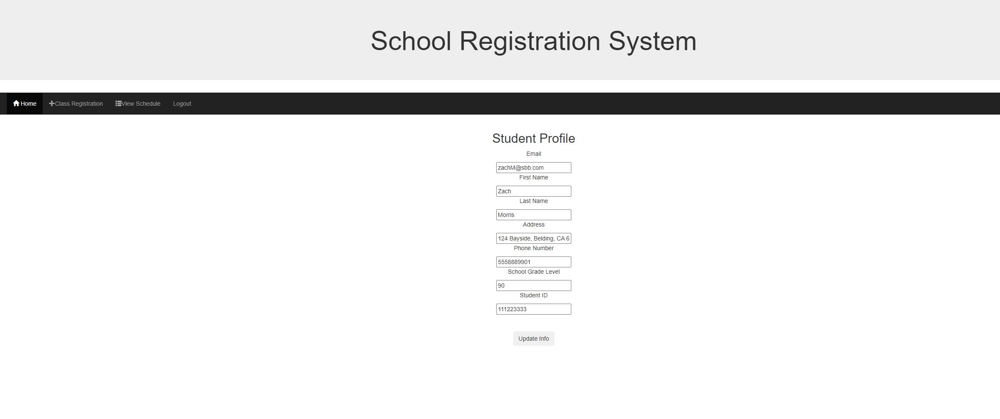 School Registration System
Home Class Registration View Schedule Logout
Student Profile
Email
zachM@sbb.com
First Name
Zach
Last Name
Morris
Address
124 Bayside, Belding, CA 6
Phone Number
5558889901
School Grade Level
90
Student ID
111223333
Update Info